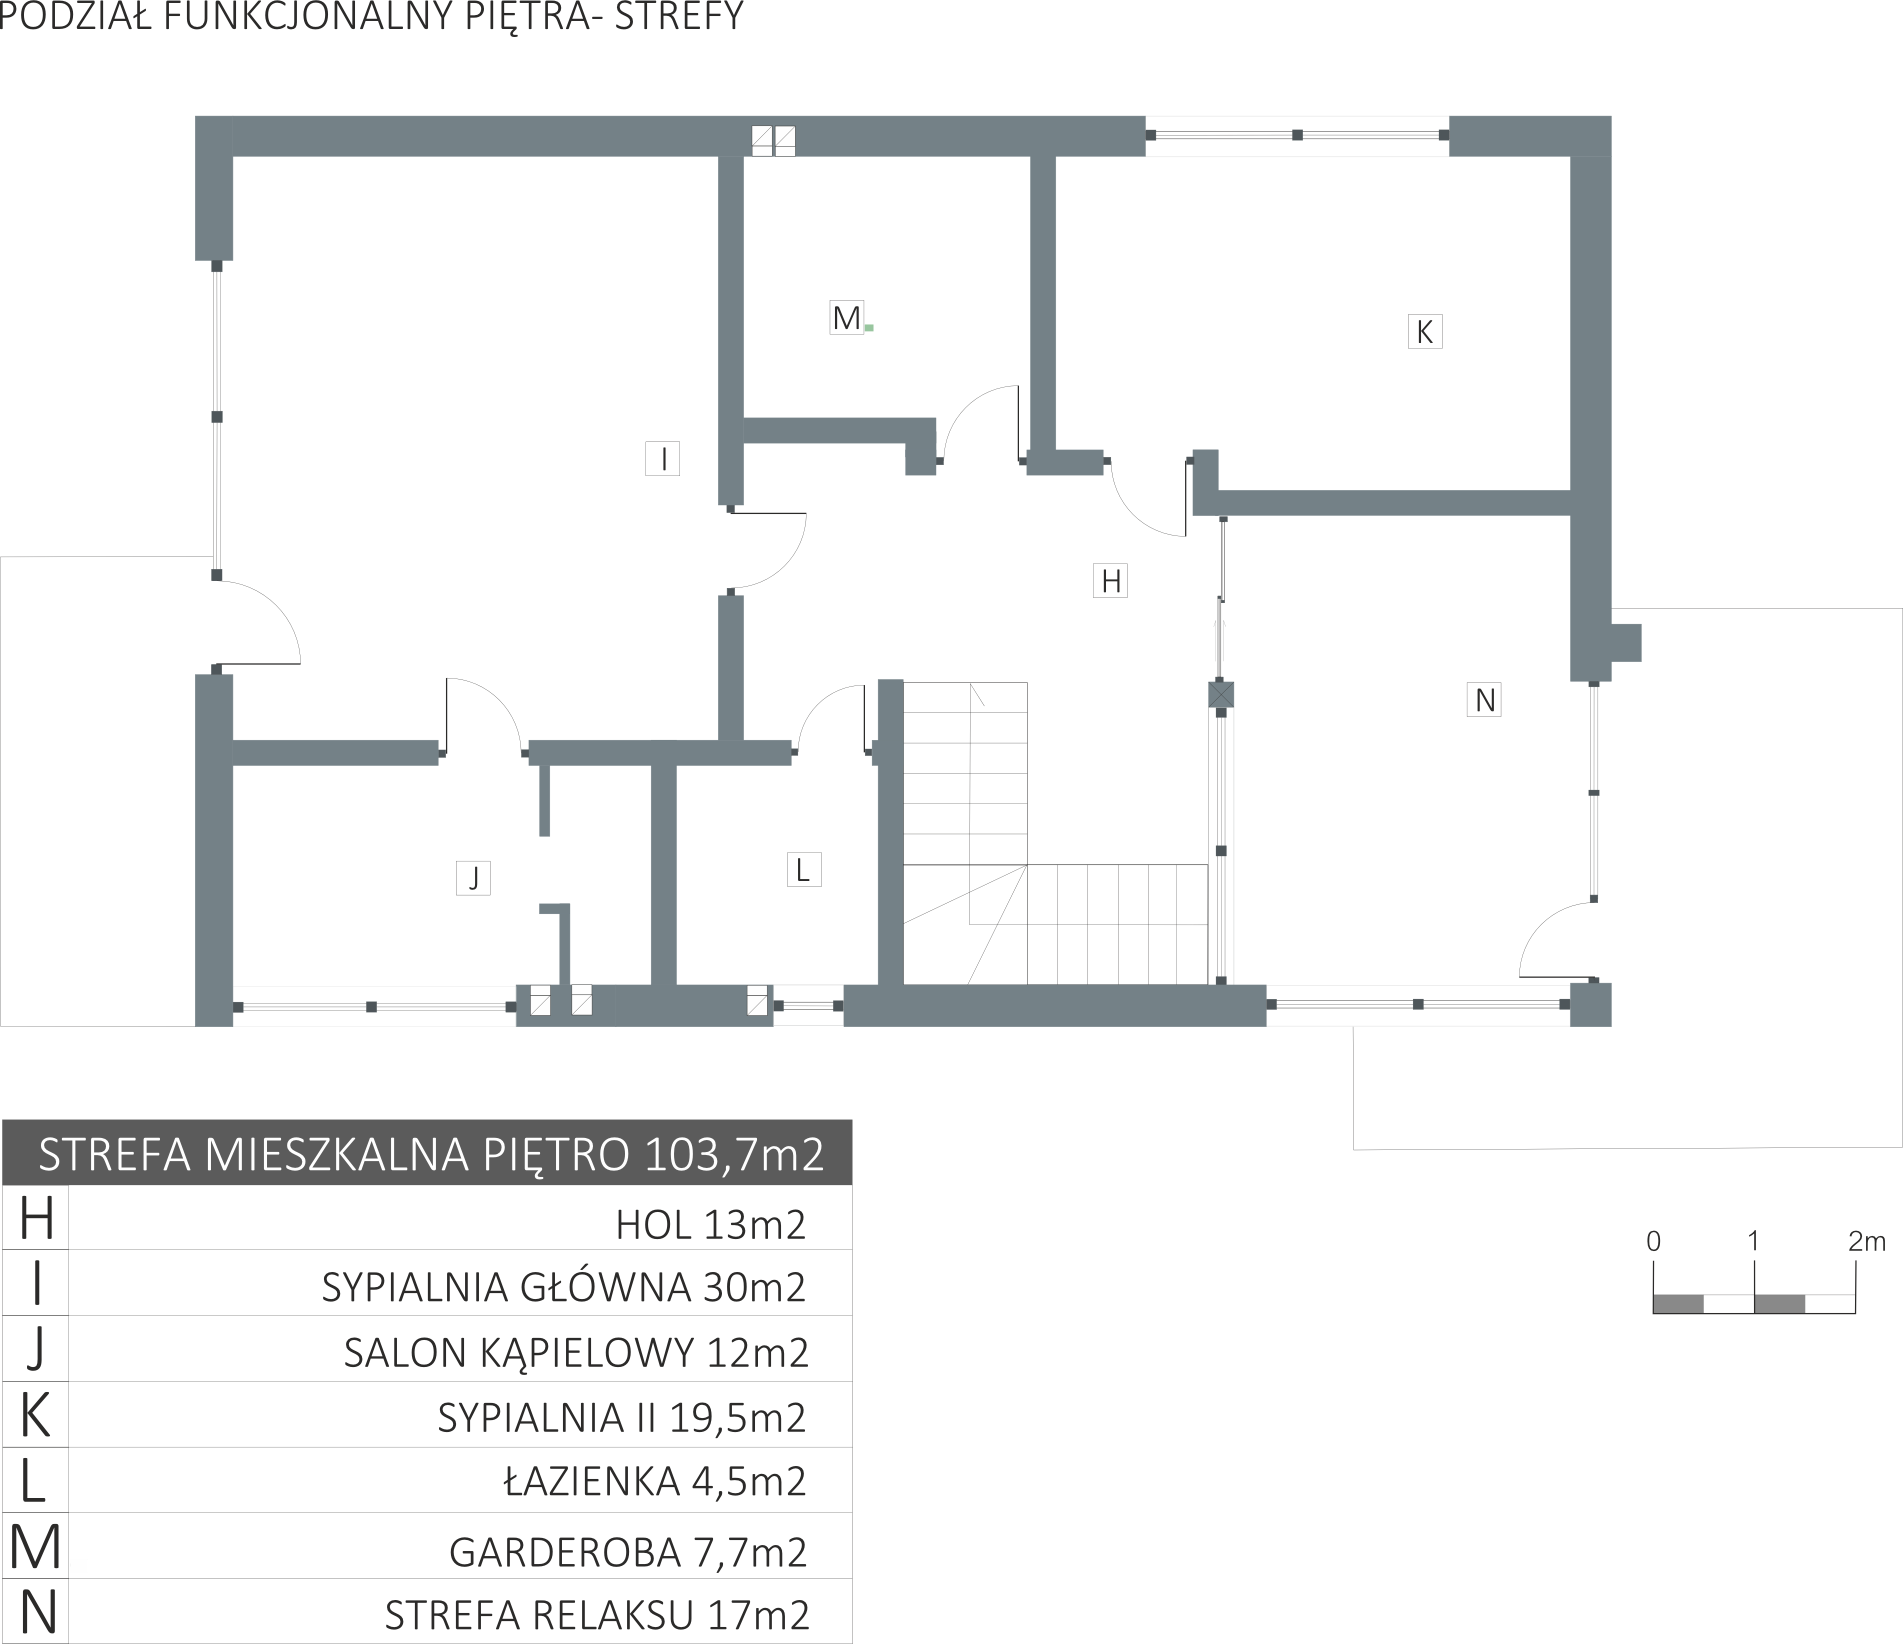 PODZIAŁ FUNKCJONALNY PIĘTRA- STREFY
M
K
I
H
N
L
J
STREFA MIESZKALNA PIĘTRO 103,7m2
H HOL 13m2
I SYPIALNIA GŁÓWNA 30m2
J SALON KĄPIELOWY 12m2
K SYPIALNIA II 19,5m2
L ŁAZIENKA 4,5m2
M GARDEROBA 7,7m2
N STREFA RELAKSU 17m2
0 1 2m